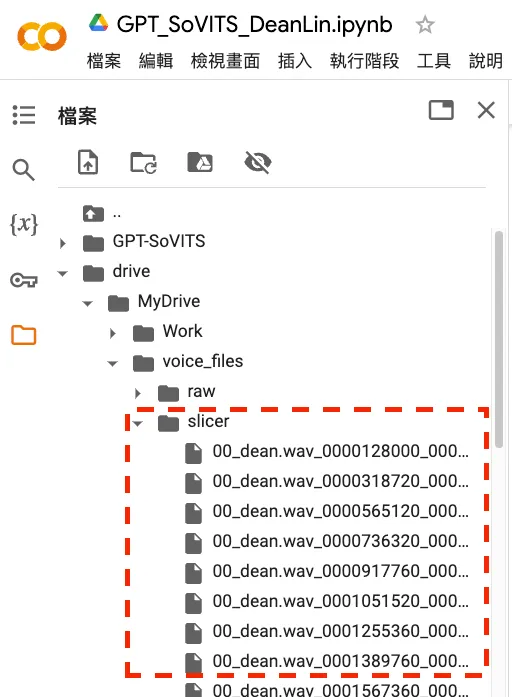 GPT_SoVITS_DeanLin.ipynb
檔案 編輯 檢視畫面 插入 執行階段 工具 說明
檔案
{x}
..
GPT-SoVITS
drive
MyDrive
Work
voice_files
raw
slicer
00_dean.wav_0000128000_000...
00_dean.wav_0000318720_000...
00_dean.wav_0000565120_000...
00_dean.wav_0000736320_000...
00_dean.wav_0000917760_000...
00_dean.wav_0001051520_000...
00_dean.wav_0001255360_000...
00_dean.wav_0001389760_000...
00_dean.wav_0001567360_000...